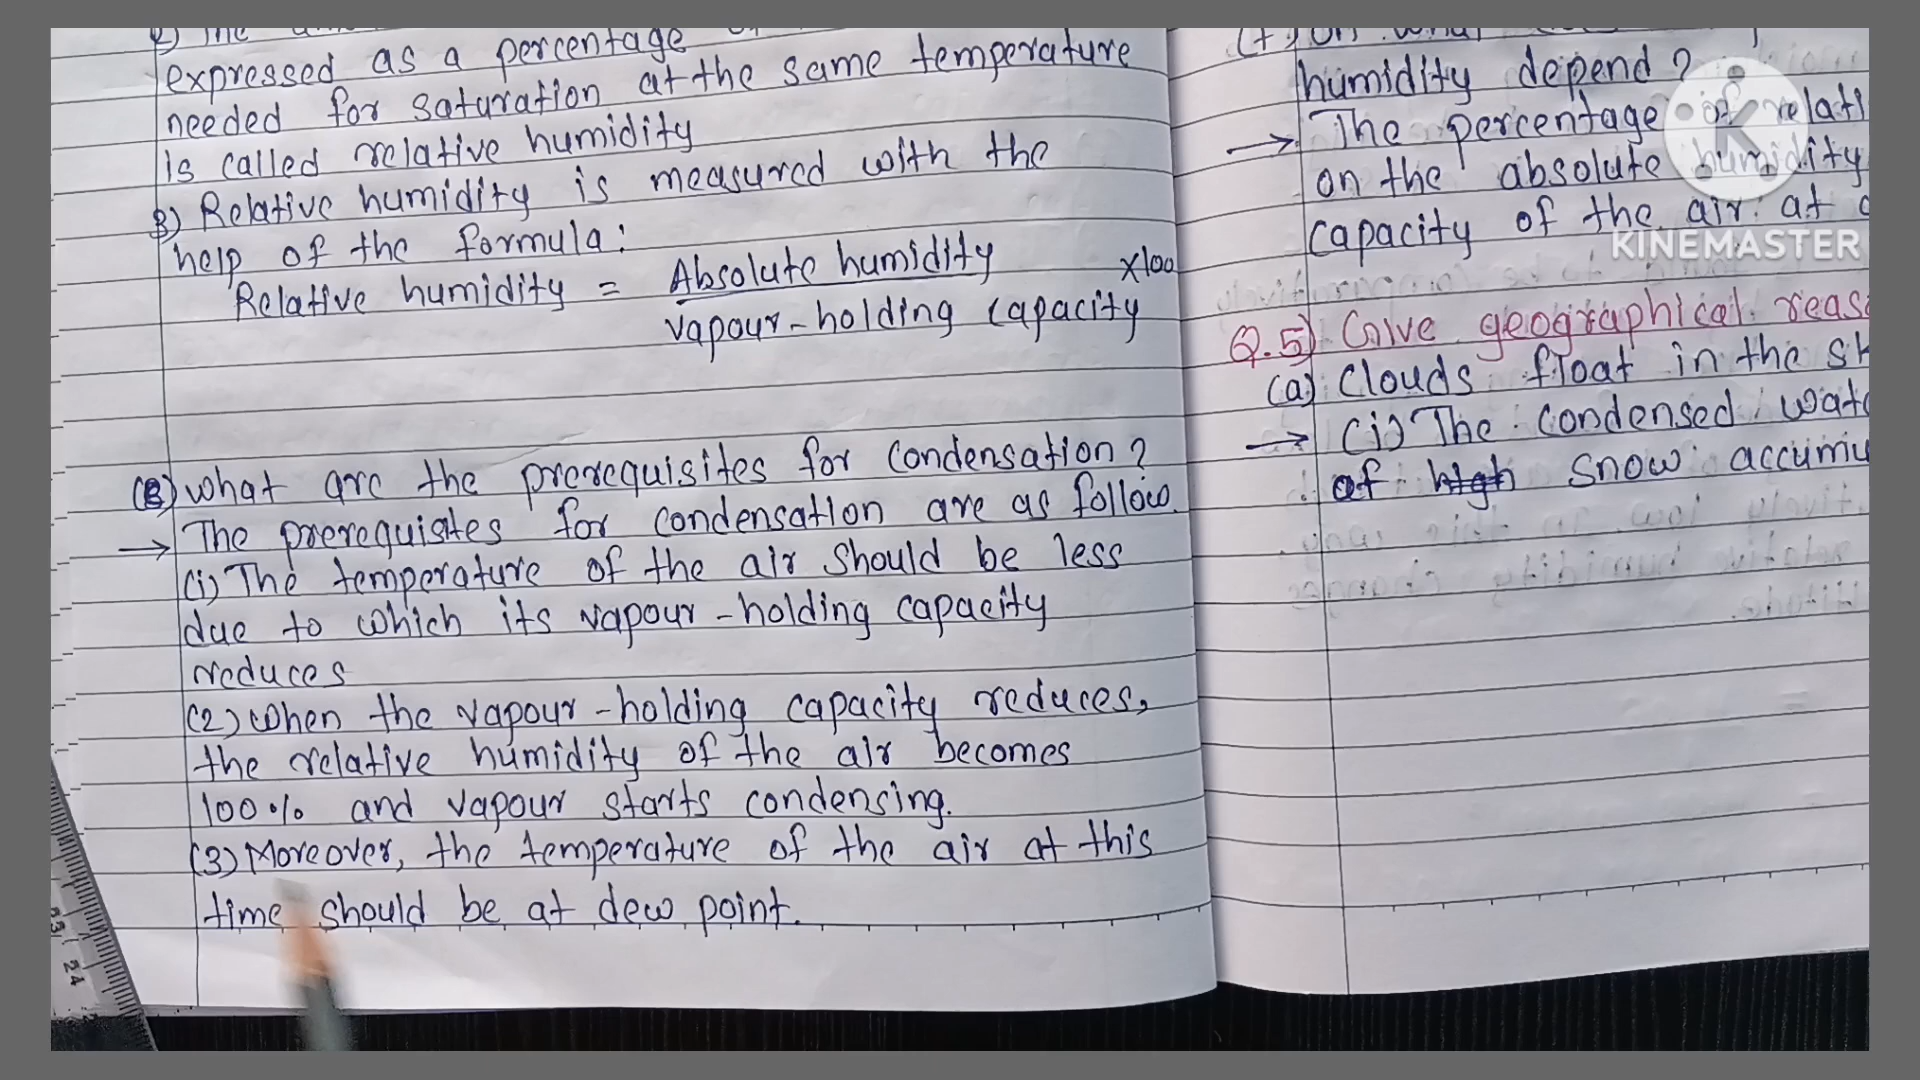 expressed as a percentage
needed for saturation at the same temperature
is called relative humidity
3) Relative humidity is measured with the
help of the formula:
Relative humidity = Absolute humidity x100
vapour-holding capacity
(B) what are the prerequisites for condensation?
→ The prerequisites for condensation are as follow.
(i) The temperature of the air should be less
due to which its vapour-holding capacity
reduces
(2) when the vapour-holding capacity reduces,
the relative humidity of the air becomes
100% and vapour starts condensing.
(3) Moreover, the temperature of the air at this
time should be at dew point.
humidity depend?
→ The percentage of relati
on the absolute humidity
capacity of the air at
Q.5) Give geographical reas
(a) Clouds float in the sk
→ (i) The condensed wate
of high snow accumu
KINEMASTER
23
24